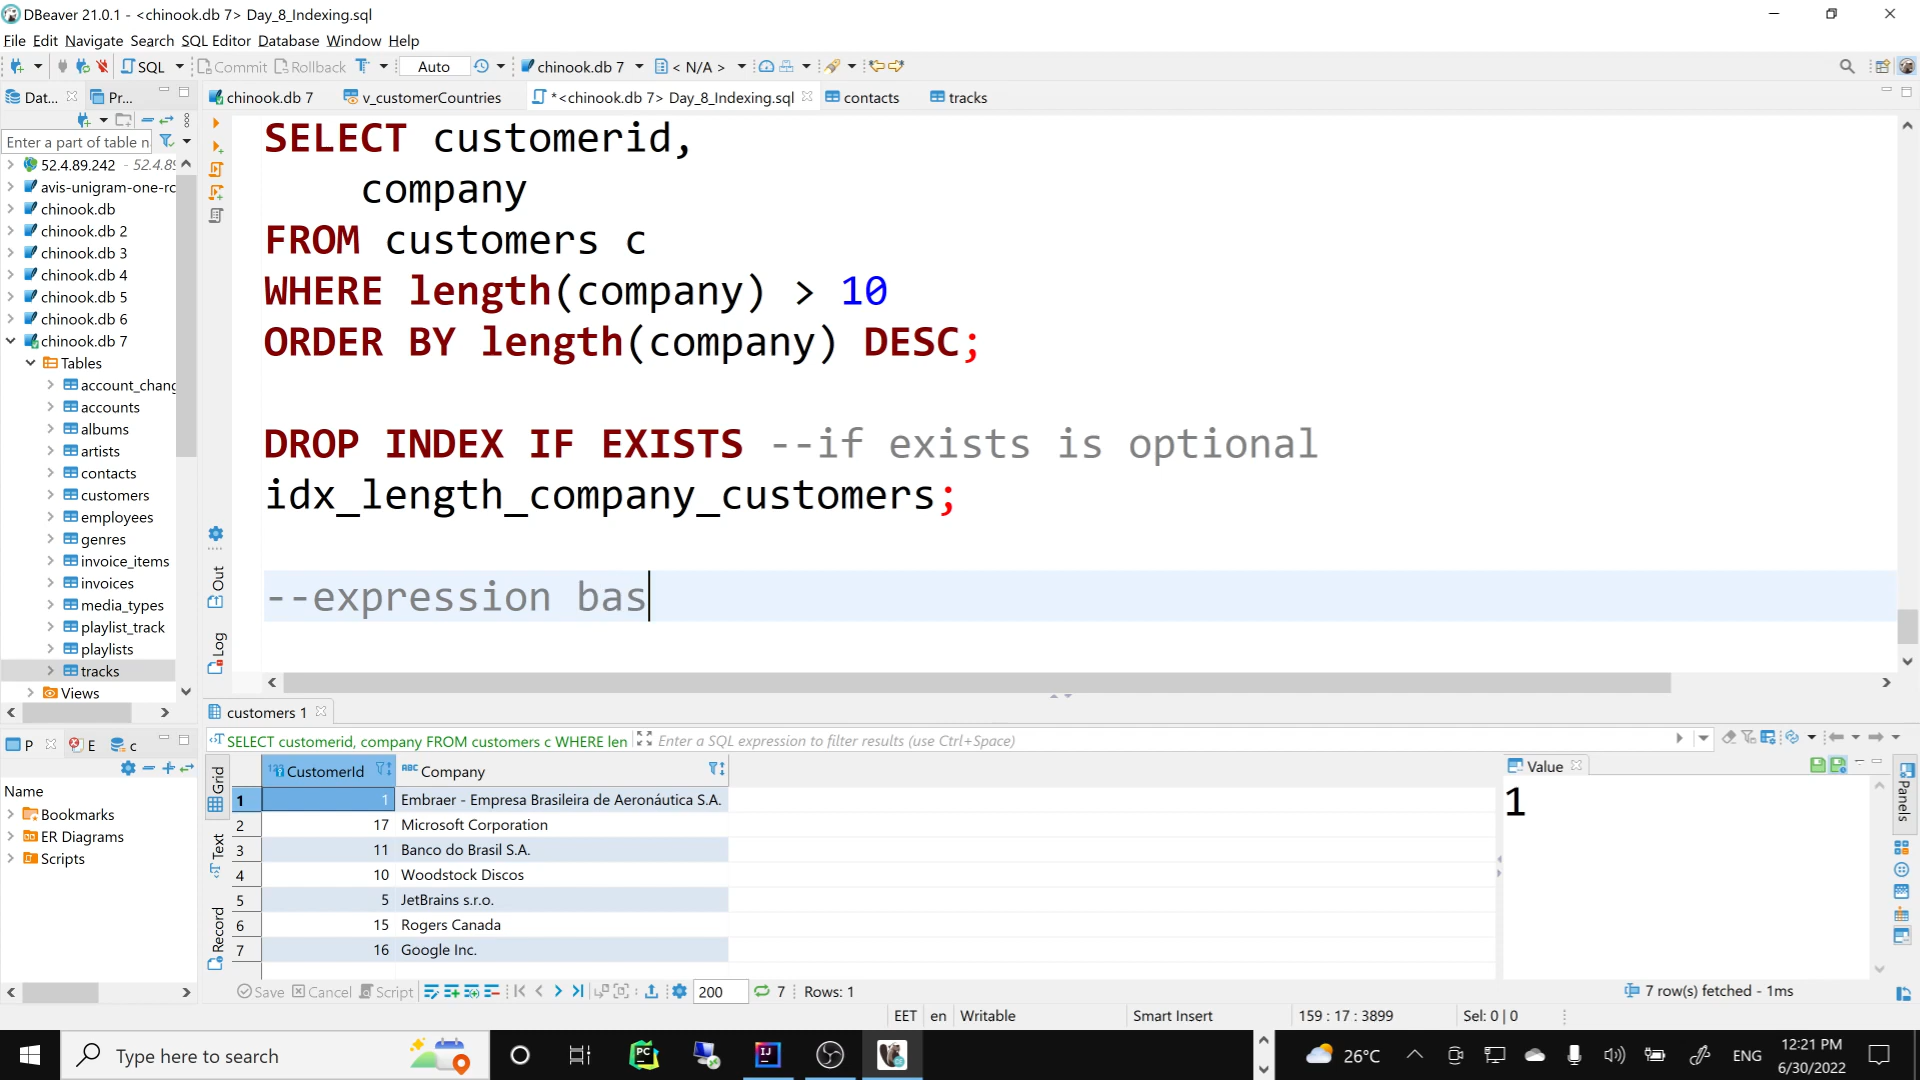 DBeaver 21.0.1 - <chinook.db 7> Day_8_Indexing.sql
File Edit Navigate Search SQL Editor Database Window Help
SQL Commit Rollback T Auto chinook.db 7 < N/A >
Dat... Pr... chinook.db 7 v_customerCountries *<chinook.db 7> Day_8_Indexing.sql contacts tracks
Enter a part of table n
52.4.89.242 - 52.4.89
avis-unigram-one-rc
chinook.db
chinook.db 2
chinook.db 3
chinook.db 4
chinook.db 5
chinook.db 6
chinook.db 7
Tables
account_chang
accounts
albums
artists
contacts
customers
employees
genres
invoice_items
invoices
media_types
playlist_track
playlists
tracks
Views
SELECT customerid,
company
FROM customers c
WHERE length(company) > 10
ORDER BY length(company) DESC;
DROP INDEX IF EXISTS --if exists is optional
idx_length_company_customers;
--expression bas
Out
Log
P E c
Name
Bookmarks
ER Diagrams
Scripts
customers 1
SELECT customerid, company FROM customers c WHERE len Enter a SQL expression to filter results (use Ctrl+Space)
Grid
Text
Record
123 CustomerId ABC Company
1 1 Embraer - Empresa Brasileira de Aeronáutica S.A.
2 17 Microsoft Corporation
3 11 Banco do Brasil S.A.
4 10 Woodstock Discos
5 5 JetBrains s.r.o.
6 15 Rogers Canada
7 16 Google Inc.
Value
1
Panels
Save Cancel Script 200 7 Rows: 1 7 row(s) fetched - 1ms
EET en Writable Smart Insert 159 : 17 : 3899 Sel: 0 | 0
Type here to search 26°C ENG 12:21 PM
6/30/2022